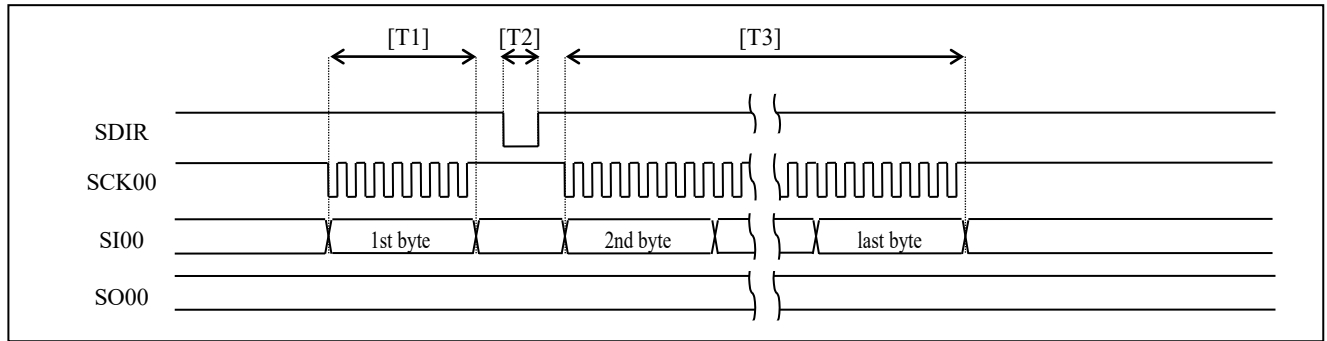 [T1] [T2] [T3]
SDIR
SCK00
SI00 1st byte 2nd byte last byte
SO00